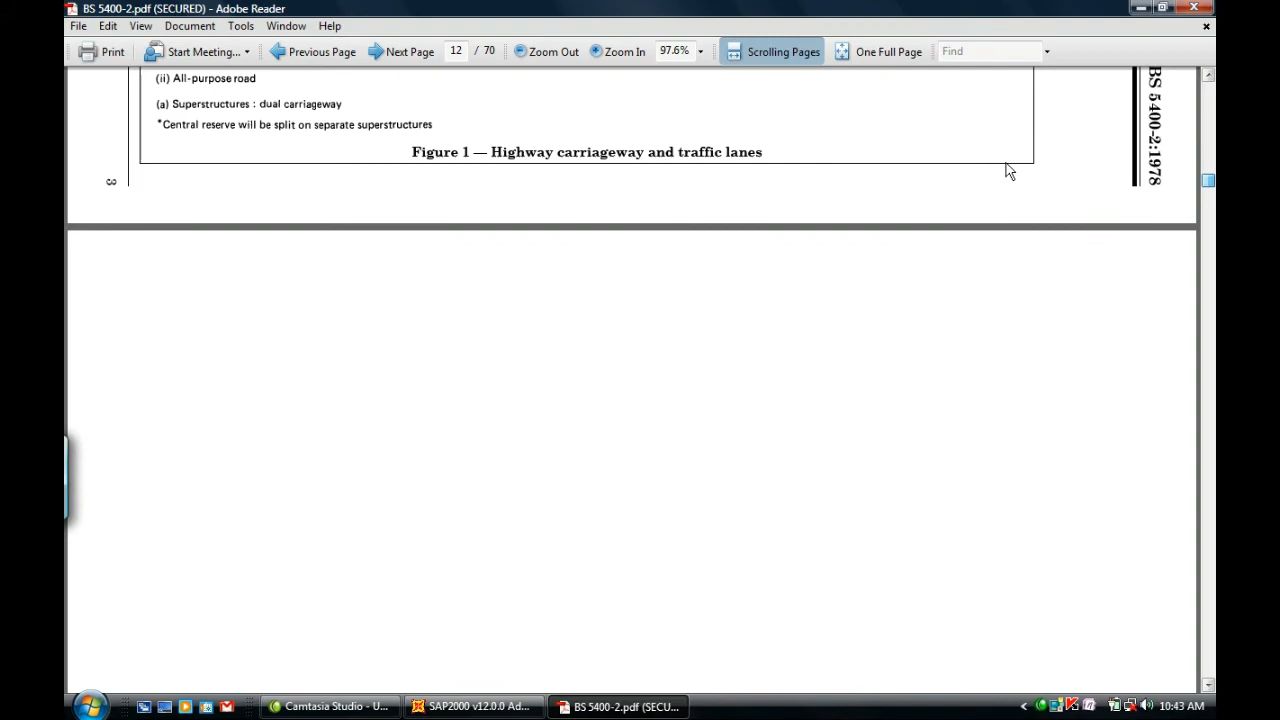 BS 5400-2.pdf (SECURED) - Adobe Reader
File Edit View Document Tools Window Help
Print Start Meeting... Previous Page Next Page 12 / 70 Zoom Out Zoom In 97.6% Scrolling Pages One Full Page Find
(ii) All-purpose road
(a) Superstructures : dual carriageway
*Central reserve will be split on separate superstructures
Figure 1 — Highway carriageway and traffic lanes
3
BS 5400-2:1978
Camtasia Studio - U... SAP2000 v12.0.0 Ad... BS 5400-2.pdf (SECU... 10:43 AM